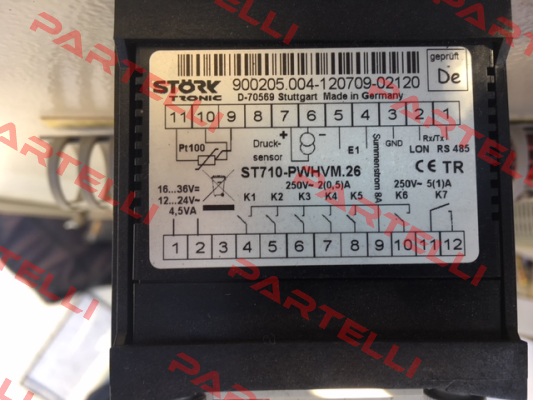 STÖRK
TRONIC
900205.004-120709-02120
D-70569 Stuttgart Made in Germany
geprüft
De
11 10 9 8 7 6 5 4 3 2 1
Pt100
Druck-
sensor
+ -
E1
Summenstrom 8A
GND
Rx/Tx
LON RS 485
ST710-PWHVM.26
CE TR
16...36V=
12...24V~
4,5VA
250V~ 2(0,5)A
250V~ 5(1)A
K1 K2 K3 K4 K5 K6 K7
1 2 3 4 5 6 7 8 9 10 11 12
PARTELLI
PARTELLI
PARTELLI
PARTELLI
PARTELLI